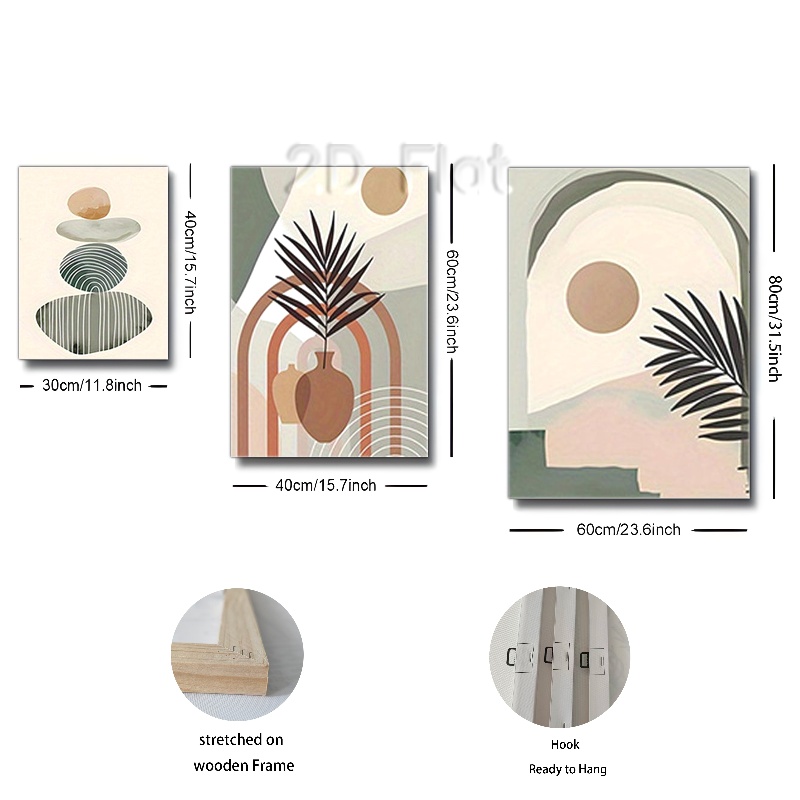 2D Flat
40cm/15.7inch
30cm/11.8inch
60cm/23.6inch
40cm/15.7inch
80cm/31.5inch
60cm/23.6inch
stretched on
wooden Frame
Hook
Ready to Hang